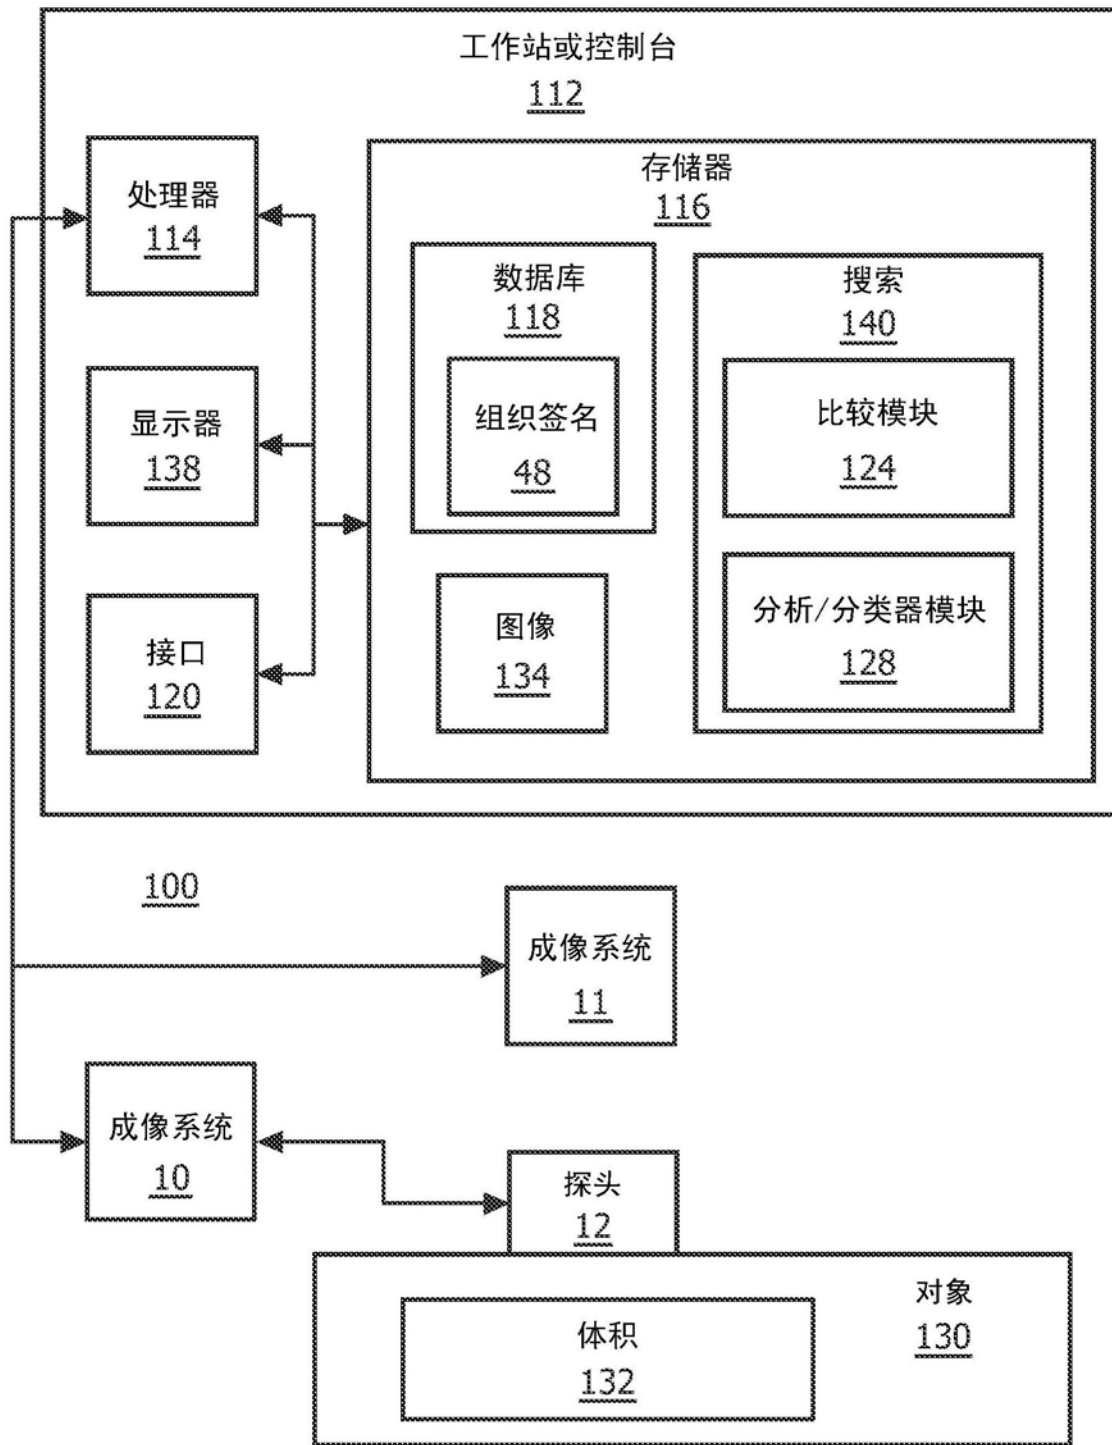 工作站或控制台
112
处理器
114
显示器
138
接口
120
存储器
116
数据库
118
组织签名
48
图像
134
搜索
140
比较模块
124
分析/分类器模块
128
100
成像系统
11
成像系统
10
探头
12
对象
130
体积
132